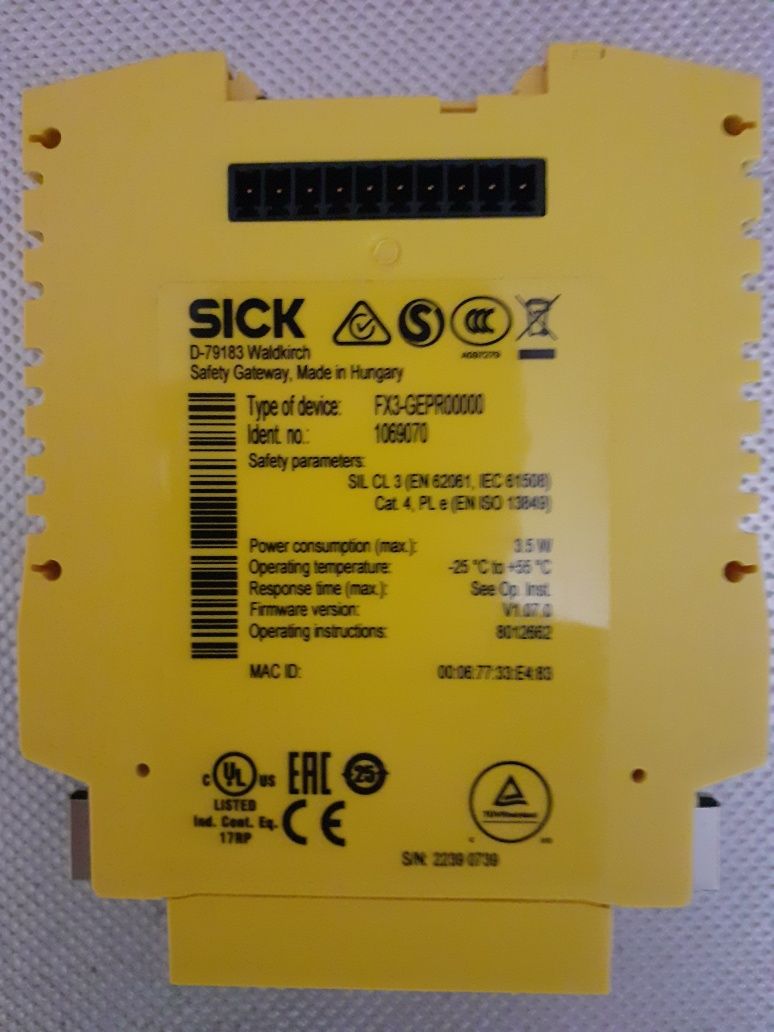 SICK
D-79183 Waldkirch
Safety Gateway, Made in Hungary
Type of device: FX3-GEPR00000
Ident. no.: 1069070
Safety parameters:
SIL CL 3 (EN 62061, IEC 61508)
Cat. 4, PL e (EN ISO 13849)
Power consumption (max.): 3.5 W
Operating temperature: -25 °C to +55 °C
Response time (max.): See Op. Inst.
Firmware version: V1.07.0
Operating instructions: 8012662
MAC ID: 00:06:77:33:E4:83
C UL US EAC 25
LISTED
Ind. Cont. Eq. CE
17RP
TÜVRheinland
S/N: 2239 0739